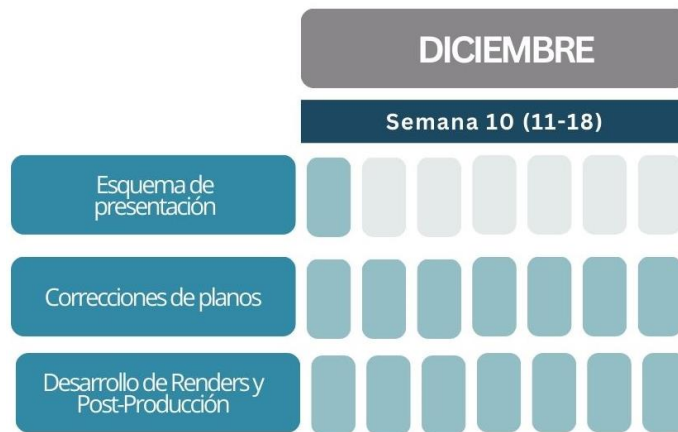 DICIEMBRE
Semana 10 (11-18)
Esquema de
presentación
Correcciones de planos
Desarrollo de Renders y
Post-Producción